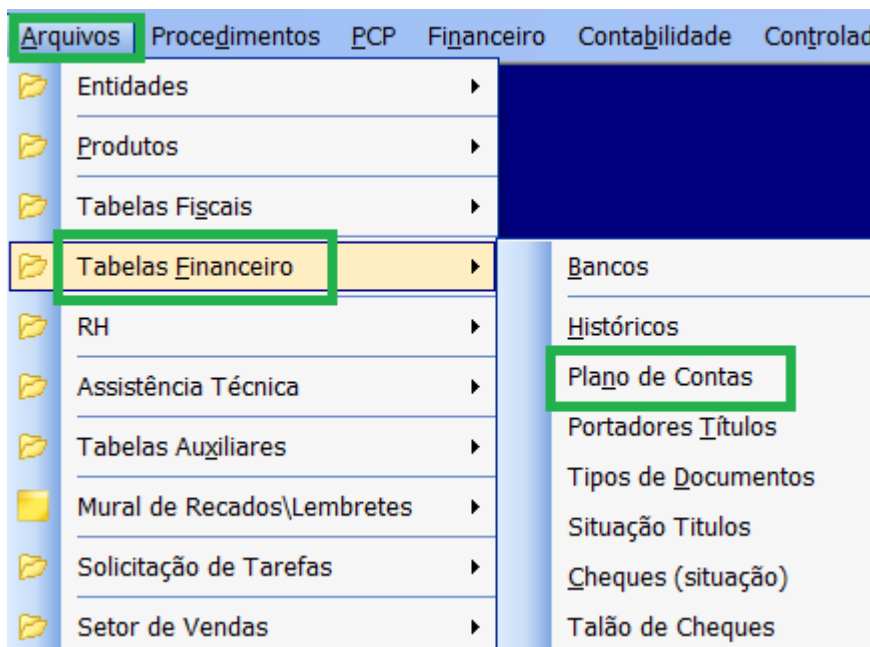 Arquivos Procedimentos PCP Financeiro Contabilidade Controlad
Entidades
Produtos
Tabelas Fiscais
Tabelas Financeiro
RH
Assistência Técnica
Tabelas Auxiliares
Mural de Recados\Lembretes
Solicitação de Tarefas
Setor de Vendas
Bancos
Históricos
Plano de Contas
Portadores Títulos
Tipos de Documentos
Situação Titulos
Cheques (situação)
Talão de Cheques